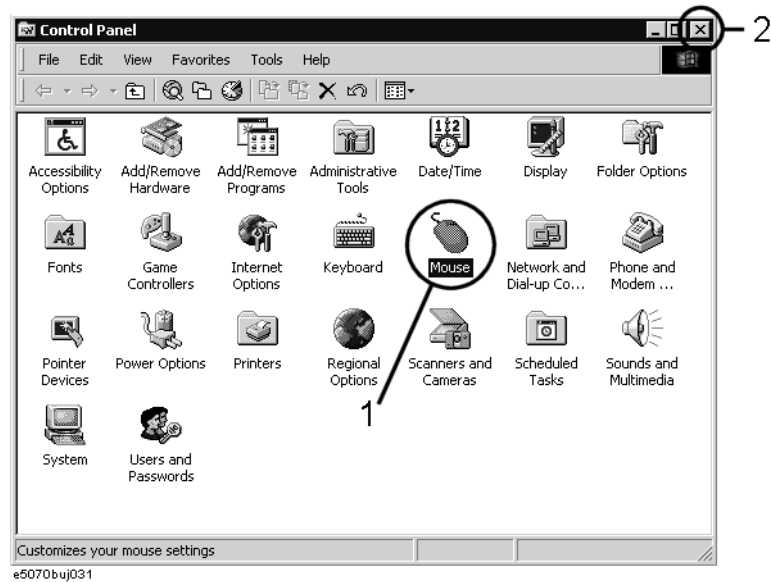 Control Panel
2
File Edit View Favorites Tools Help
Accessibility Options
Add/Remove Hardware
Add/Remove Programs
Administrative Tools
Date/Time
Display
Folder Options
Fonts
Game Controllers
Internet Options
Keyboard
Mouse
Network and Dial-up Co...
Phone and Modem ...
Pointer Devices
Power Options
Printers
Regional Options
Scanners and Cameras
Scheduled Tasks
Sounds and Multimedia
1
System
Users and Passwords
Customizes your mouse settings
e5070buj031